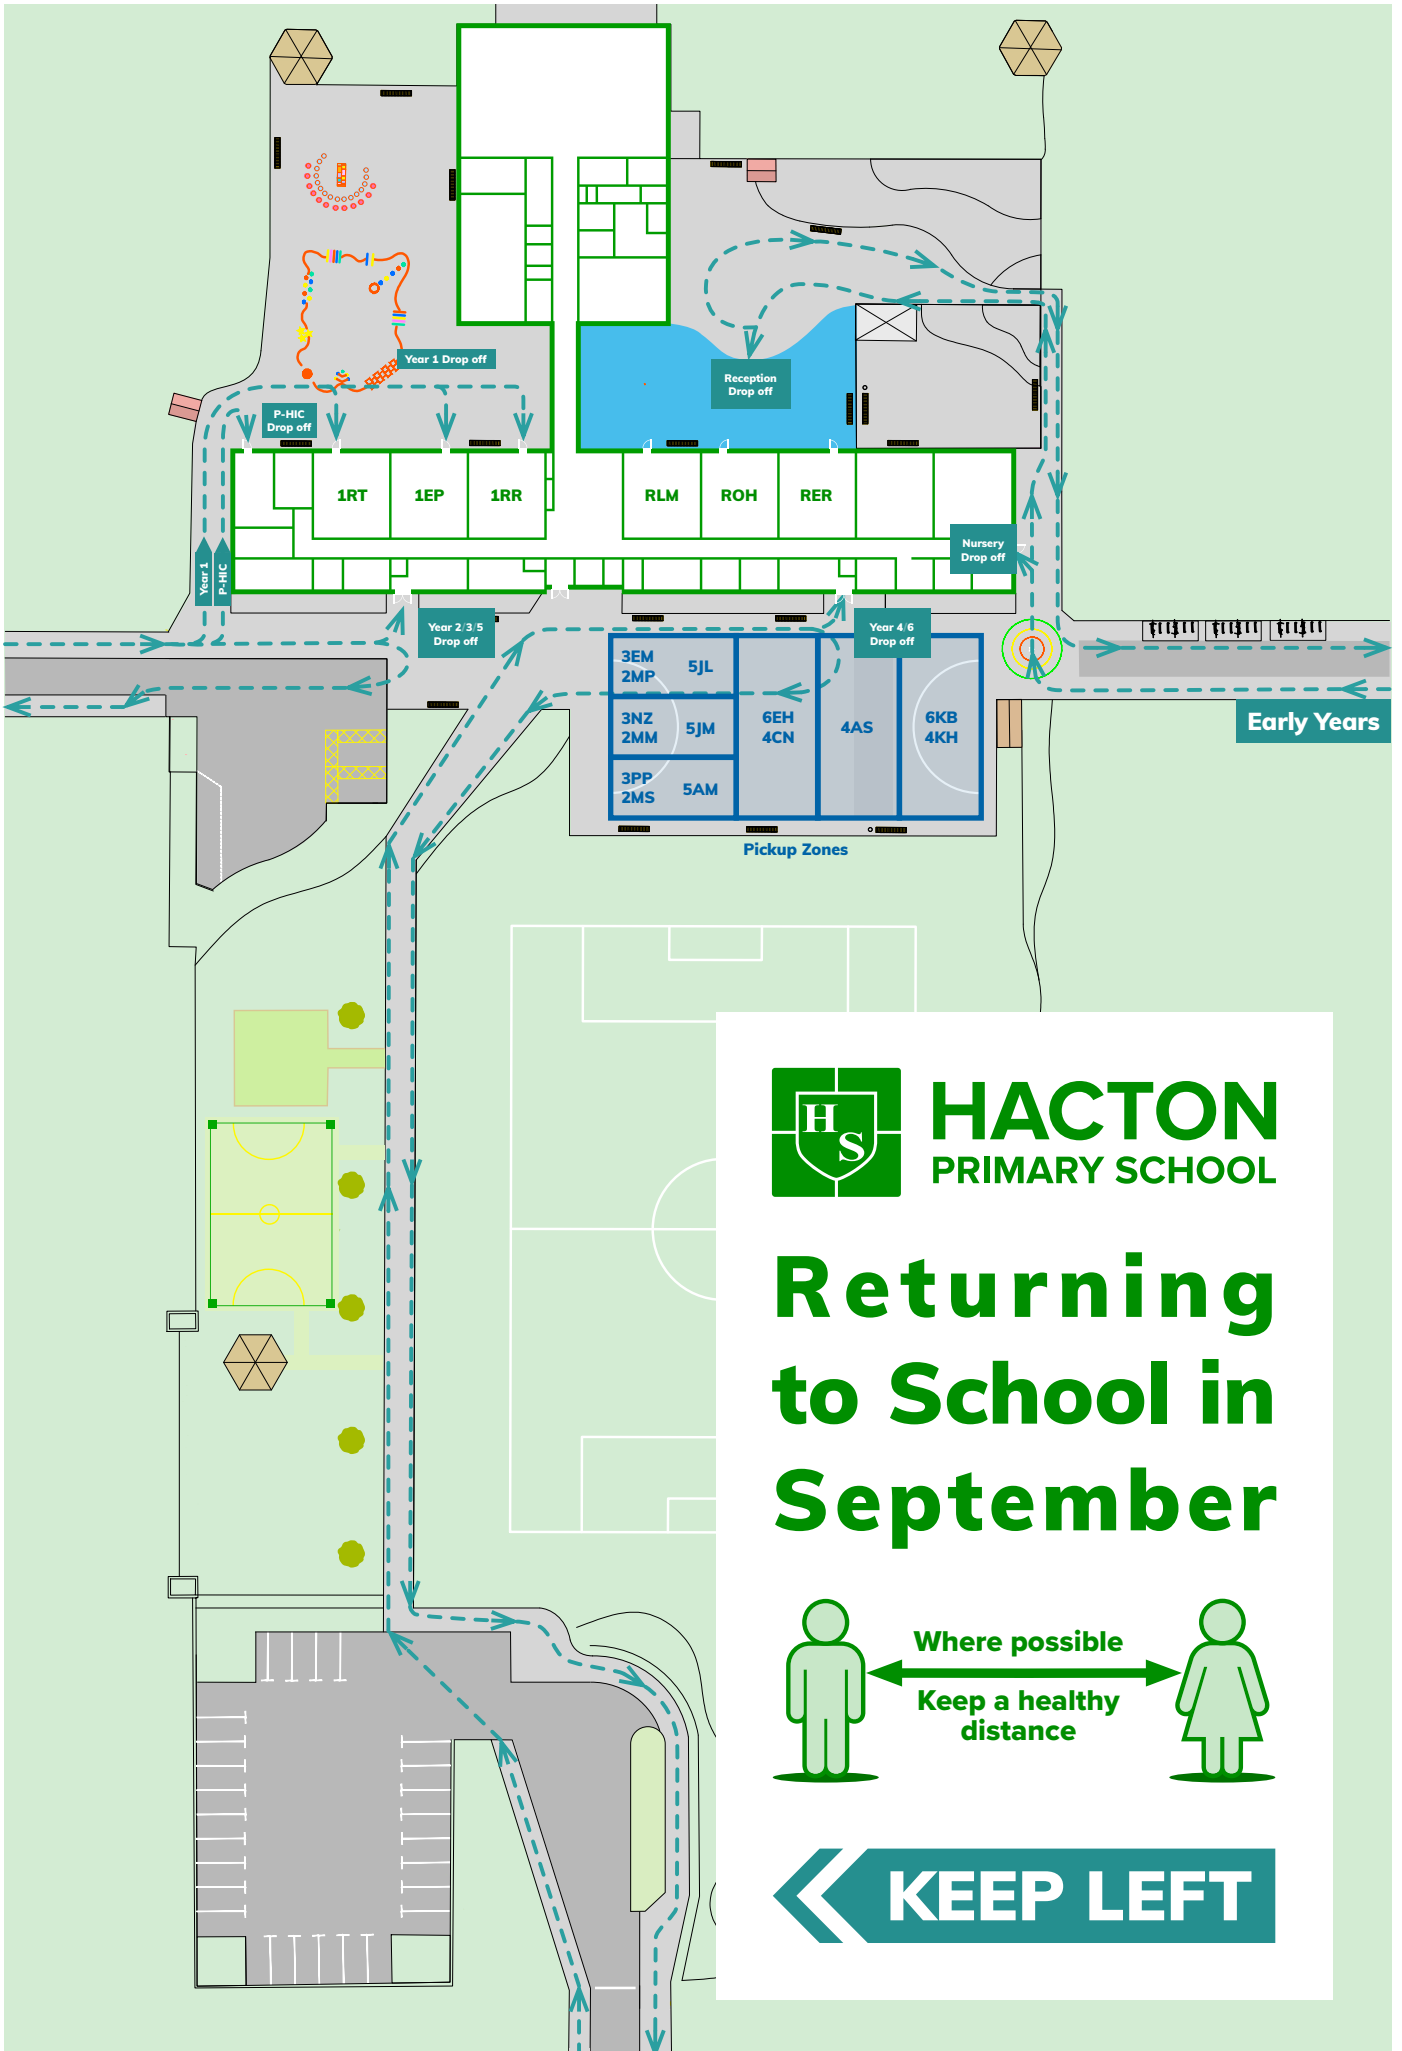 Year 1 Drop off
P-HIC
Drop off
Reception
Drop off
1RT
1EP
1RR
RLM
ROH
RER
Nursery
Drop off
Year 1
P-HIC
Year 2/3/5
Drop off
Year 4/6
Drop off
3EM
2MP
5JL
3NZ
2MM
5JM
3PP
2MS
5AM
6EH
4CN
4AS
6KB
4KH
Early Years
Pickup Zones
HS
HACTON
PRIMARY SCHOOL
Returning
to School in
September
Where possible
Keep a healthy
distance
KEEP LEFT